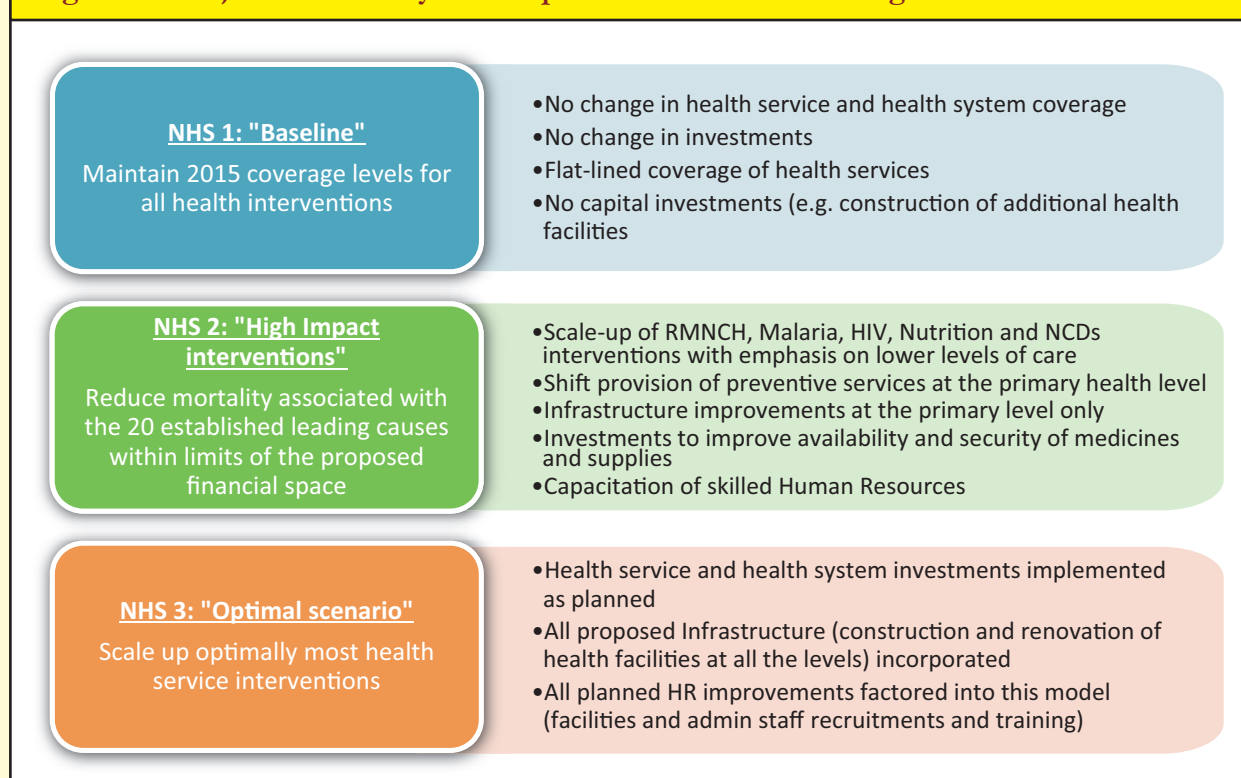 NHS 1: "Baseline"
Maintain 2015 coverage levels for
all health interventions
•No change in health service and health system coverage
•No change in investments
•Flat-lined coverage of health services
•No capital investments (e.g. construction of additional health
facilities
NHS 2: "High Impact
interventions"
Reduce mortality associated with
the 20 established leading causes
within limits of the proposed
financial space
•Scale-up of RMNCH, Malaria, HIV, Nutrition and NCDs
interventions with emphasis on lower levels of care
•Shift provision of preventive services at the primary health level
•Infrastructure improvements at the primary level only
•Investments to improve availability and security of medicines
and supplies
•Capacitation of skilled Human Resources
NHS 3: "Optimal scenario"
Scale up optimally most health
service interventions
•Health service and health system investments implemented
as planned
•All proposed Infrastructure (construction and renovation of
health facilities at all the levels) incorporated
•All planned HR improvements factored into this model
(facilities and admin staff recruitments and training)